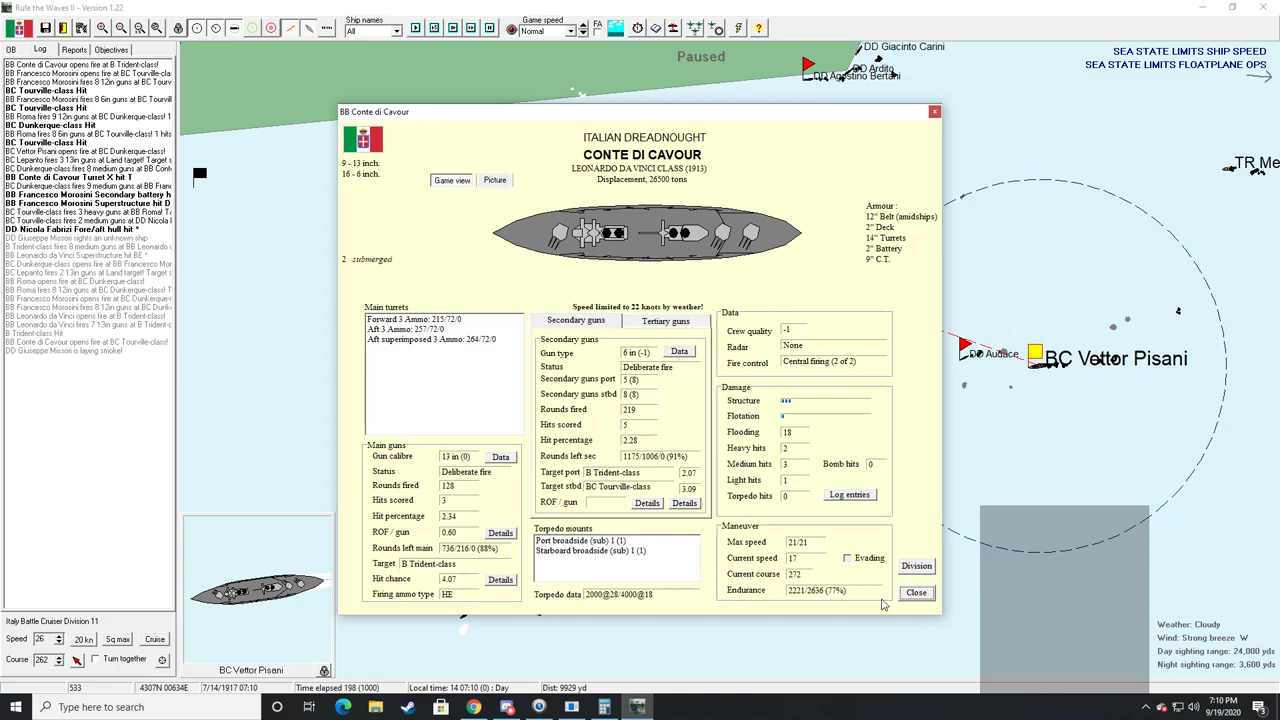 Rule the Waves II - Version 1.22
Ship names
All
Game speed
Normal
FA
OB
Log
Reports
Objectives
BB Conte di Cavour opens fire at B Trident-class!
BB Francesco Morosini opens fire at BC Tourville-cla
BB Francesco Morosini fires 8 12in guns at BC Tourv
BC Tourville-class Hit
BB Francesco Morosini fires 8 6in guns at BC Tourvil
BC Tourville-class Hit
BB Roma fires 9 12in guns at BC Dunkerque-class! 1
BC Dunkerque-class Hit
BB Roma fires 8 6in guns at BC Tourville-class! 1 hits
BC Tourville-class Hit
BC Vettor Pisani opens fire at BC Dunkerque-class!
BC Lepanto fires 3 13in guns at Land target! Target s
BC Dunkerque-class fires 8 medium guns at BB Cont
BB Conte di Cavour Turret X hit T
BC Dunkerque-class fires 9 medium guns at BB Fran
BB Francesco Morosini Secondary battery h
BB Francesco Morosini Superstructure hit D
BC Tourville-class fires 3 heavy guns at BB Roma! Ta
BC Tourville-class fires 2 medium guns at DD Nicola I
DD Nicola Fabrizi Fore/aft hull hit *
DD Giuseppe Missori sights an unknown ship
B Trident-class fires 8 medium guns at BB Leonardo c
BB Leonardo da Vinci Superstructure hit BE *
BC Dunkerque-class fires 3 heavy guns at BB Frances
BC Lepanto fires 2 13in guns at Land target! Target s
BB Roma opens fire at BC Dunkerque-class!
BB Roma fires 8 12in guns at BC Dunkerque-class! T
BB Francesco Morosini opens fire at BC Dunkerque-
BB Francesco Morosini fires 8 12in guns at BC Dunk
BB Leonardo da Vinci opens fire at B Trident-class!
BB Leonardo da Vinci fires 7 13in guns at B Trident-c
B Trident-class Hit
BB Conte di Cavour opens fire at BC Tourville-class!
DD Giuseppe Missori is laying smoke!
Italy Battle Cruiser Division 11
Speed 26
20 kn
Sq max
Cruise
Course 262
Turn together
BC Vettor Pisani
Paused
DD Giacinto Carini
DD Ardito
DD Agostino Bertani
SEA STATE LIMITS SHIP SPEED
SEA STATE LIMITS FLOATPLANE OPS
TR Me
DD Audace
BC Vettor Pisani
BB Conte di Cavour
9 - 13 inch.
16 - 6 inch.
Game view
Picture
ITALIAN DREADNOUGHT
CONTE DI CAVOUR
LEONARDO DA VINCI CLASS (1913)
Displacement, 26500 tons
Armour :
12" Belt (amidships)
2" Deck
14" Turrets
2" Battery
9" C.T.
2 submerged
Speed limited to 22 knots by weather!
Main turrets
Forward 3 Ammo: 215/72/0
Aft 3 Ammo: 257/72/0
Aft superimposed 3 Ammo: 264/72/0
Main guns
Gun calibre 13 in (0) Data
Status Deliberate fire
Rounds fired 128
Hits scored 3
Hit percentage 2.34
ROF / gun 0.60 Details
Rounds left main 736/216/0 (88%)
Target B Trident-class
Hit chance 4.07 Details
Firing ammo type HE
Secondary guns
Tertiary guns
Secondary guns
Gun type 6 in (-1) Data
Status Deliberate fire
Secondary guns port 5 (8)
Secondary guns stbd 8 (8)
Rounds fired 219
Hits scored 5
Hit percentage 2.28
Rounds left sec 1175/1006/0 (91%)
Target port B Trident-class 2.07
Target stbd BC Tourville-class 3.09
ROF / gun Details Details
Torpedo mounts
Port broadside (sub) 1 (1)
Starboard broadside (sub) 1 (1)
Torpedo data 2000@28/4000@18
Data
Crew quality -1
Radar None
Fire control Central firing (2 of 2)
Damage
Structure
Flotation
Flooding 18
Heavy hits 2
Medium hits 3 Bomb hits 0
Light hits 1
Torpedo hits 0 Log entries
Maneuver
Max speed 21/21
Current speed 17 Evading
Current course 272
Endurance 2221/2636 (77%)
Division
Close
Weather: Cloudy
Wind: Strong breeze W
Day sighting range: 24,000 yds
Night sighting range: 3,600 yds
533
4307N 00634E
7/14/1917 07:10
Time elapsed 198 (1000)
Local time: 14 07:10 (0) : Day
Dist: 9929 yd
Type here to search
7:10 PM
9/19/2020